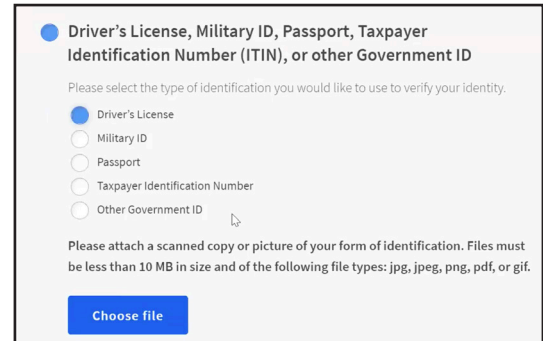 Driver's License, Military ID, Passport, Taxpayer
Identification Number (ITIN), or other Government ID
Please select the type of identification you would like to use to verify your identity.
Driver's License
Military ID
Passport
Taxpayer Identification Number
Other Government ID
Please attach a scanned copy or picture of your form of identification. Files must
be less than 10 MB in size and of the following file types: jpg, jpeg, png, pdf, or gif.
Choose file